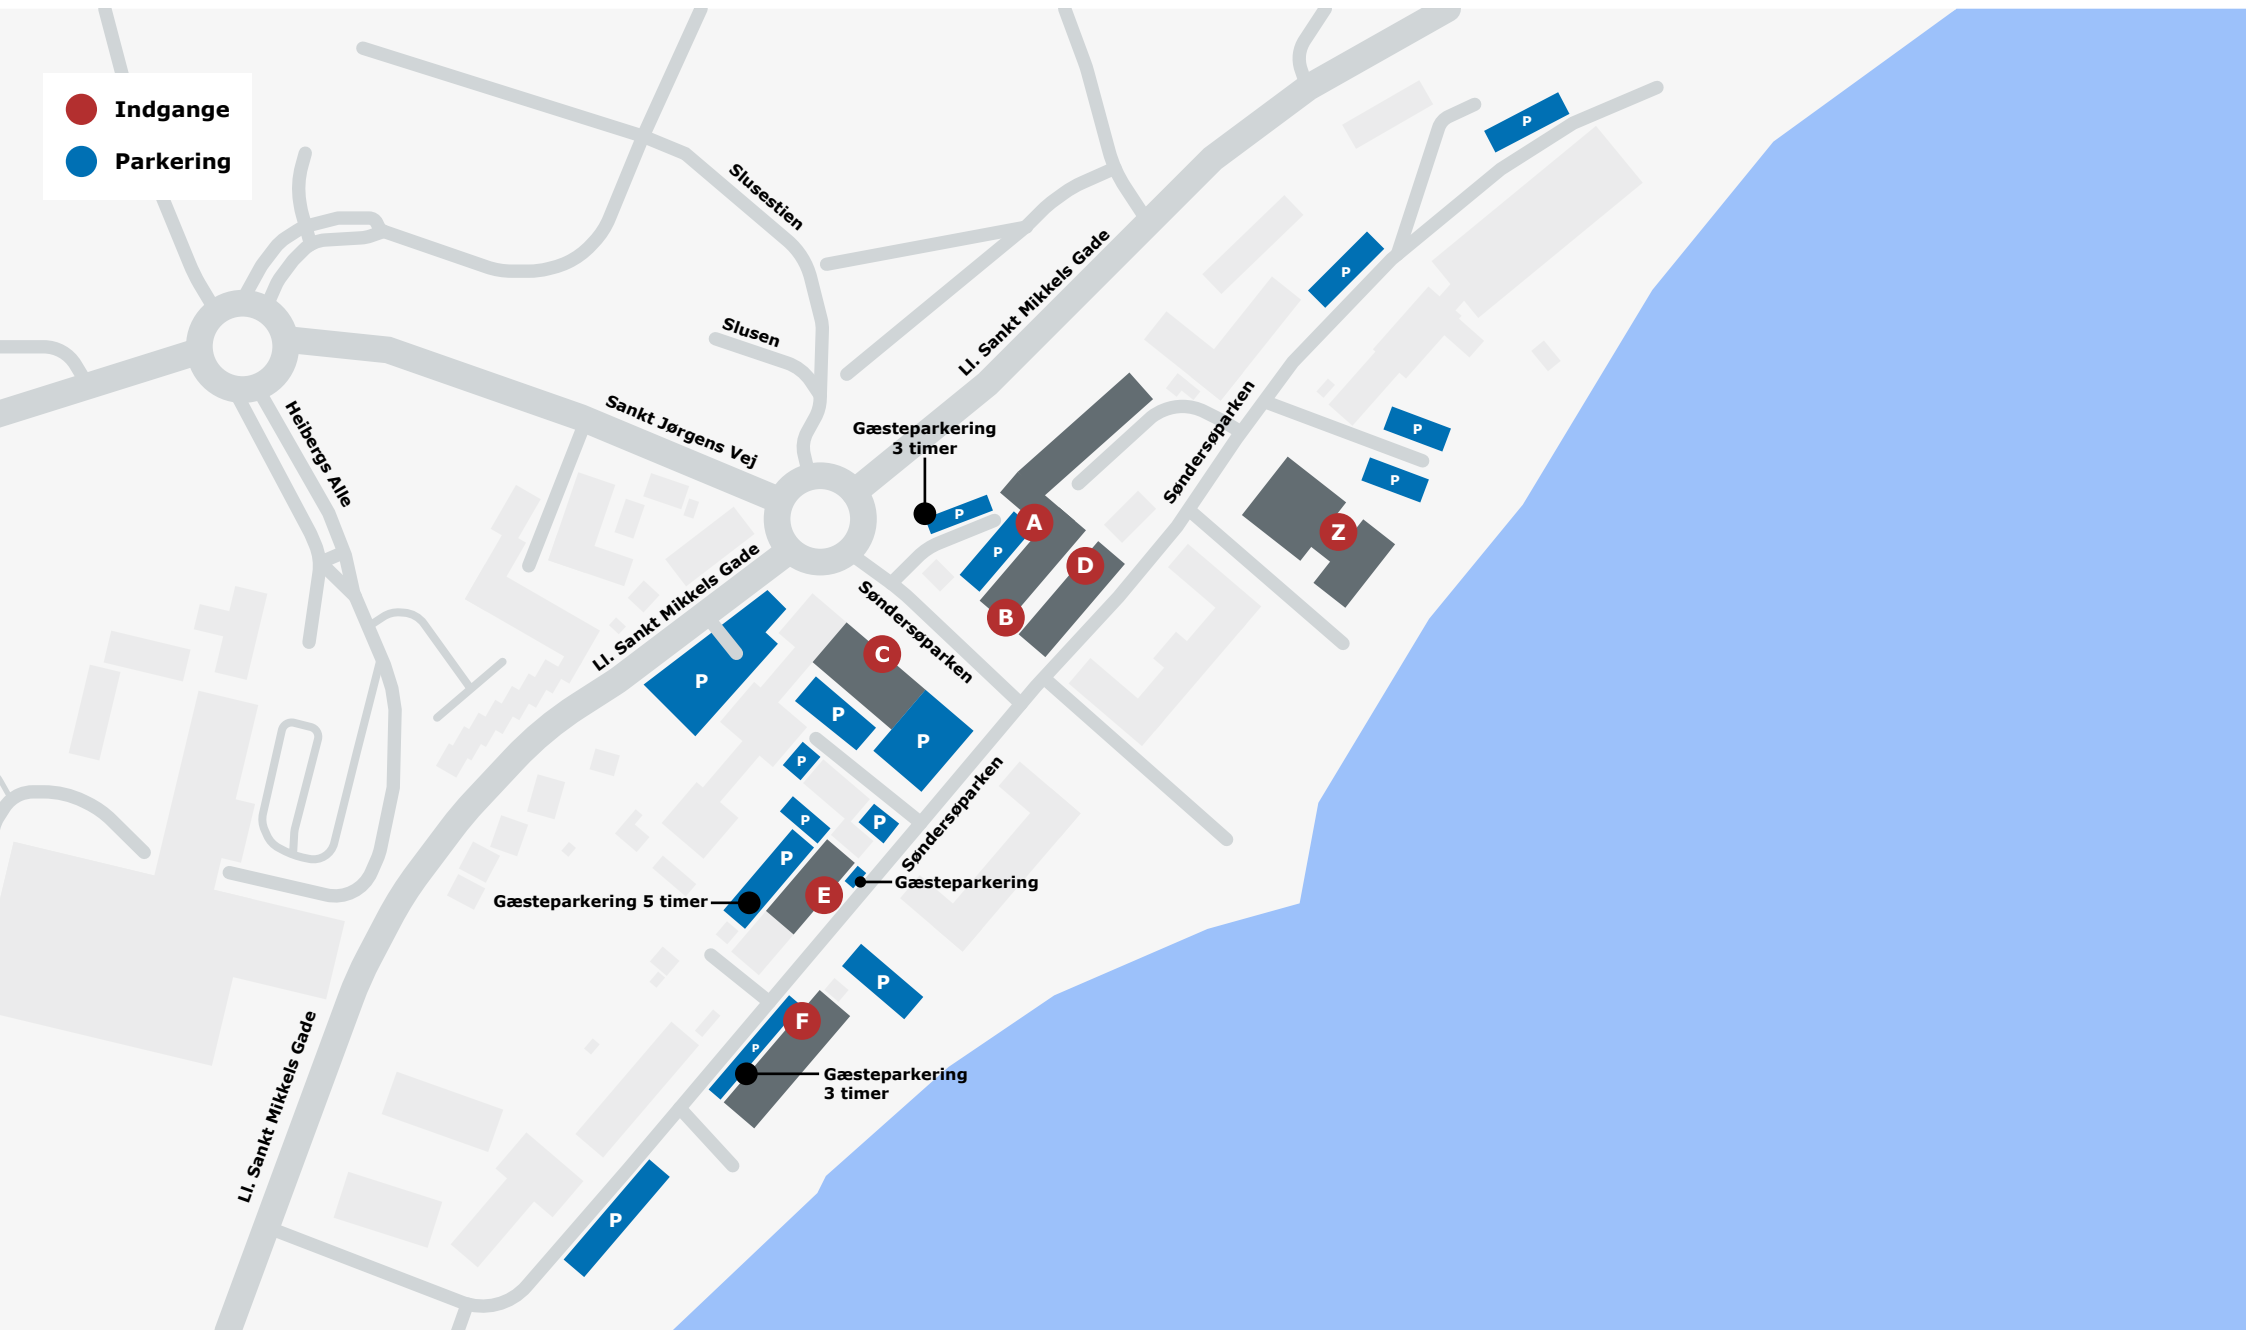 Indgange
Parkering
P
Slusestien
P
Ll. Sankt Mikkels Gade
Slusen
Sankt Jørgens Vej
Heibergs Alle
Gæsteparkering
3 timer
Søndersøparken
P
P
P
A
P
Z
D
B
Ll. Sankt Mikkels Gade
Søndersøparken
C
P
P
P
P
Søndersøparken
P
P
P
Gæsteparkering
E
Gæsteparkering 5 timer
P
F
P
Gæsteparkering
3 timer
Ll. Sankt Mikkels Gade
P